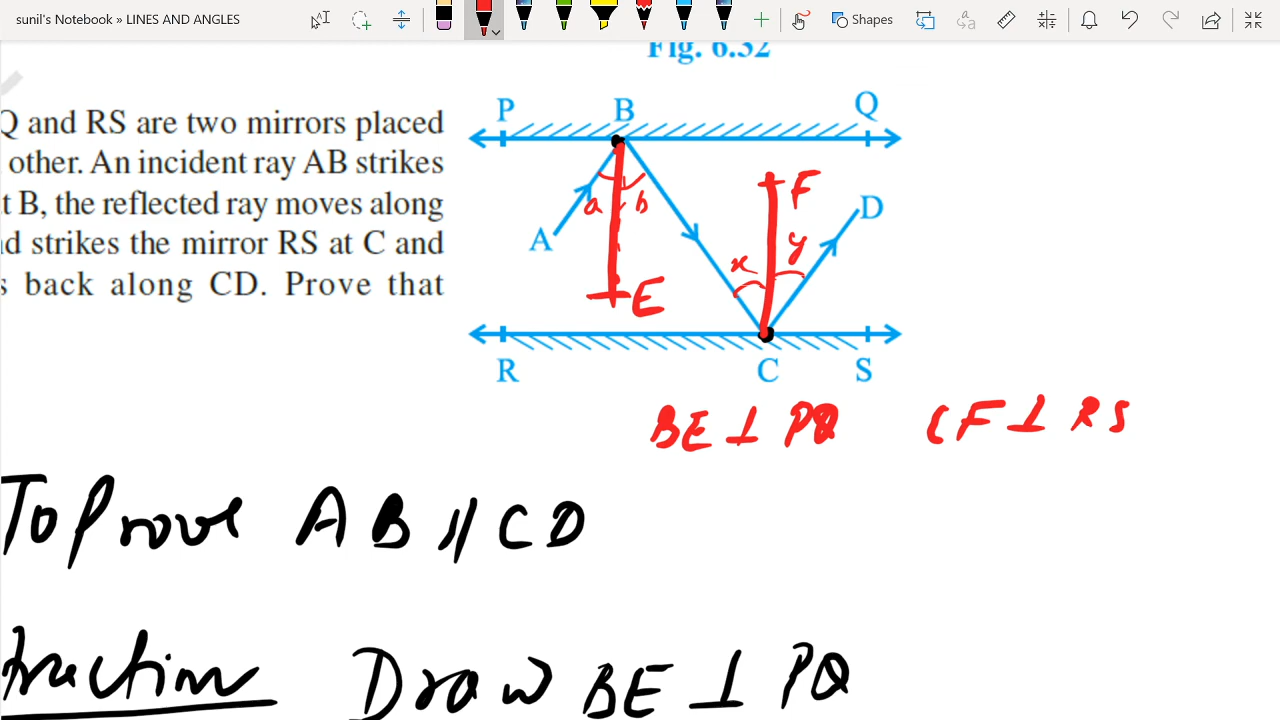 sunil's Notebook » LINES AND ANGLES
Shapes
Fig. 6.32
Q and RS are two mirrors placed
other. An incident ray AB strikes
t B, the reflected ray moves along
d strikes the mirror RS at C and
s back along CD. Prove that
P B Q
F
D
a b
A
x y
E
R C S
BE ⊥ PQ CF ⊥ RS
To Prove AB || CD
truction Draw BE ⊥ PQ